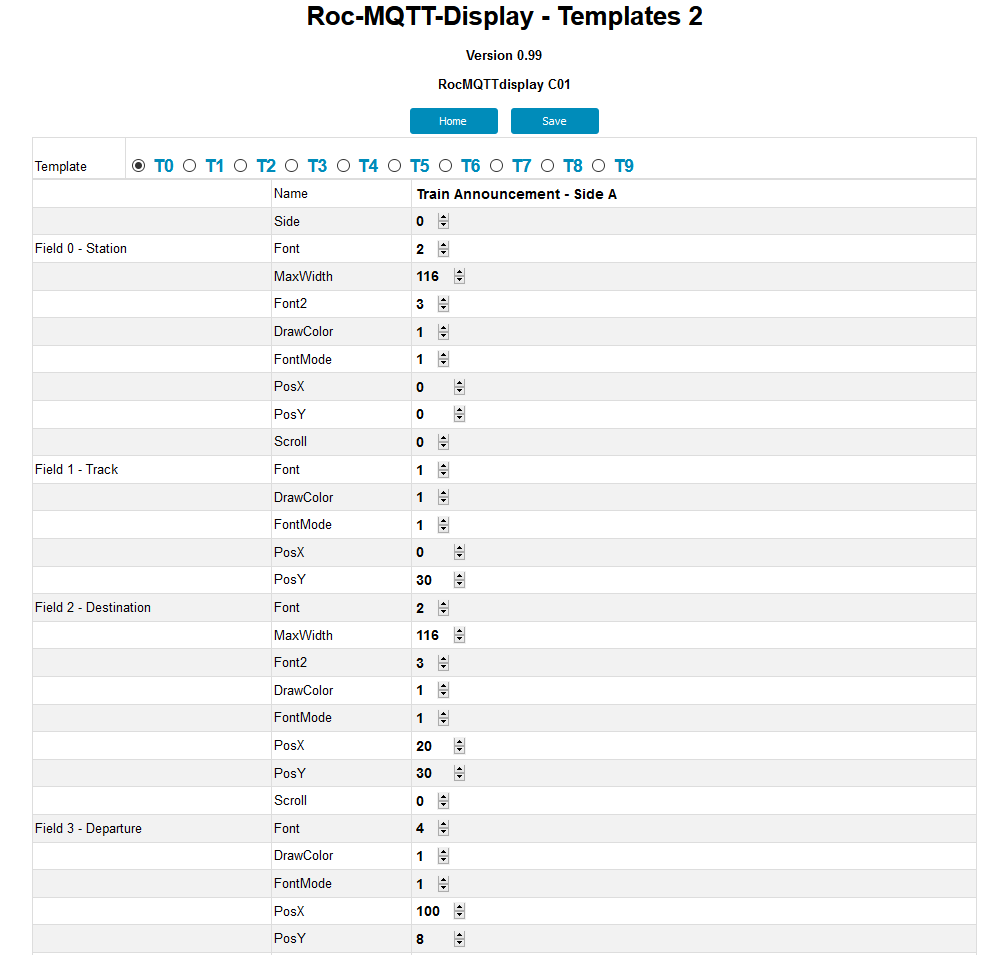 Roc-MQTT-Display - Templates 2
Version 0.99
RocMQTTdisplay C01
Home Save
Template T0 T1 T2 T3 T4 T5 T6 T7 T8 T9
Name Train Announcement - Side A
Side 0
Field 0 - Station Font 2
MaxWidth 116
Font2 3
DrawColor 1
FontMode 1
PosX 0
PosY 0
Scroll 0
Field 1 - Track Font 1
DrawColor 1
FontMode 1
PosX 0
PosY 30
Field 2 - Destination Font 2
MaxWidth 116
Font2 3
DrawColor 1
FontMode 1
PosX 20
PosY 30
Scroll 0
Field 3 - Departure Font 4
DrawColor 1
FontMode 1
PosX 100
PosY 8